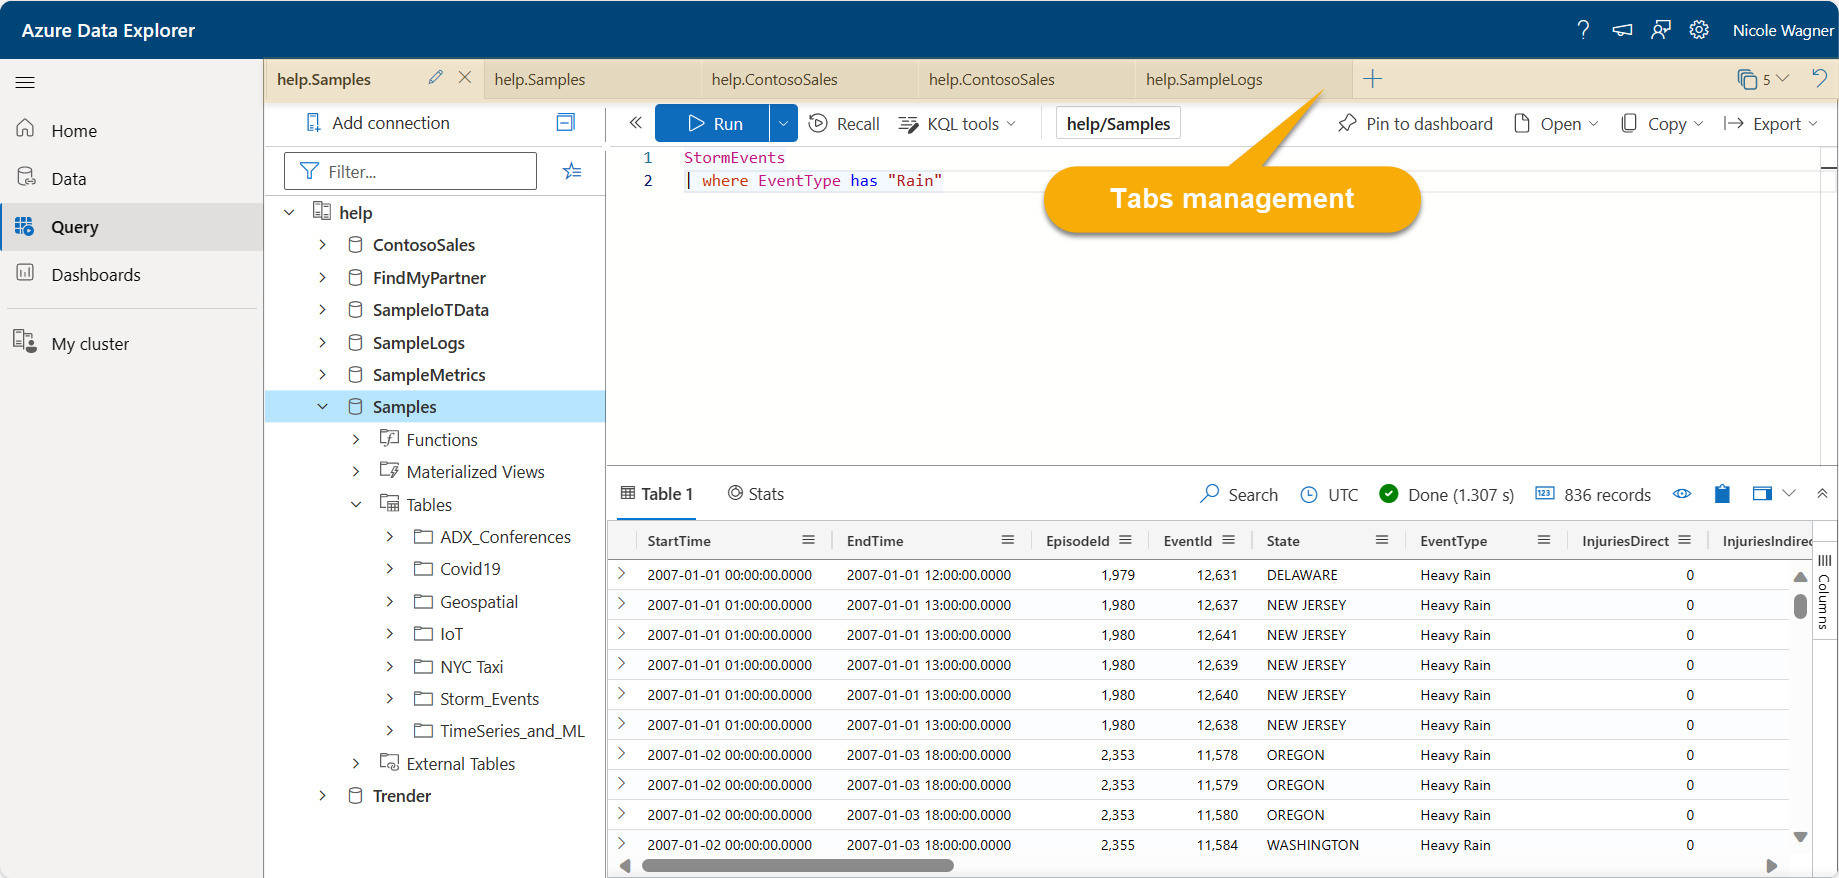 Azure Data Explorer
Nicole Wagner
help.Samples
help.Samples
help.ContosoSales
help.ContosoSales
help.SampleLogs
5
Home
Data
Query
Dashboards
My cluster
Add connection
Filter...
help
ContosoSales
FindMyPartner
SampleIoTData
SampleLogs
SampleMetrics
Samples
Functions
Materialized Views
Tables
ADX_Conferences
Covid19
Geospatial
IoT
NYC Taxi
Storm_Events
TimeSeries_and_ML
External Tables
Trender
Run
Recall
KQL tools
help/Samples
Pin to dashboard
Open
Copy
Export
1 StormEvents
2 | where EventType has "Rain"
Tabs management
Table 1
Stats
Search
UTC
Done (1.307 s)
123
836 records
StartTime EndTime EpisodeId EventId State EventType InjuriesDirect InjuriesIndirec
2007-01-01 00:00:00.0000 2007-01-01 12:00:00.0000 1,979 12,631 DELAWARE Heavy Rain 0
2007-01-01 01:00:00.0000 2007-01-01 13:00:00.0000 1,980 12,637 NEW JERSEY Heavy Rain 0
2007-01-01 01:00:00.0000 2007-01-01 13:00:00.0000 1,980 12,641 NEW JERSEY Heavy Rain 0
2007-01-01 01:00:00.0000 2007-01-01 13:00:00.0000 1,980 12,639 NEW JERSEY Heavy Rain 0
2007-01-01 01:00:00.0000 2007-01-01 13:00:00.0000 1,980 12,640 NEW JERSEY Heavy Rain 0
2007-01-01 01:00:00.0000 2007-01-01 13:00:00.0000 1,980 12,638 NEW JERSEY Heavy Rain 0
2007-01-02 00:00:00.0000 2007-01-03 18:00:00.0000 2,353 11,578 OREGON Heavy Rain 0
2007-01-02 00:00:00.0000 2007-01-03 18:00:00.0000 2,353 11,579 OREGON Heavy Rain 0
2007-01-02 00:00:00.0000 2007-01-03 18:00:00.0000 2,353 11,580 OREGON Heavy Rain 0
2007-01-02 00:00:00.0000 2007-01-03 18:00:00.0000 2,355 11,584 WASHINGTON Heavy Rain 0
Columns